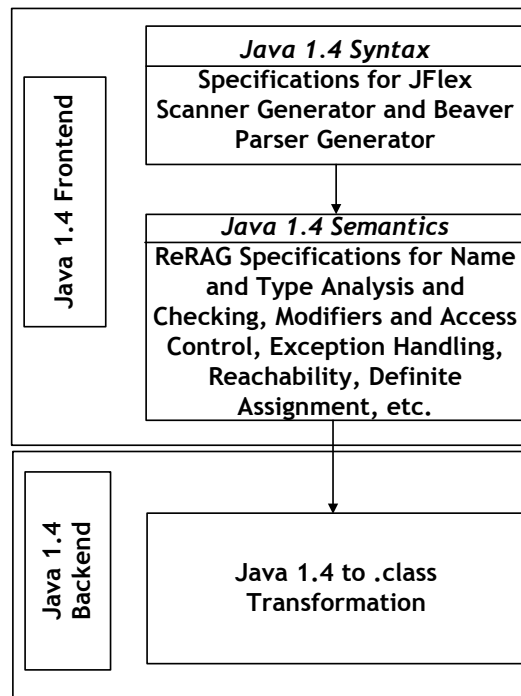 Java 1.4 Frontend
Java 1.4 Syntax
Specifications for JFlex
Scanner Generator and Beaver
Parser Generator
Java 1.4 Semantics
ReRAG Specifications for Name
and Type Analysis and
Checking, Modifiers and Access
Control, Exception Handling,
Reachability, Definite
Assignment, etc.
Java 1.4
Backend
Java 1.4 to .class
Transformation